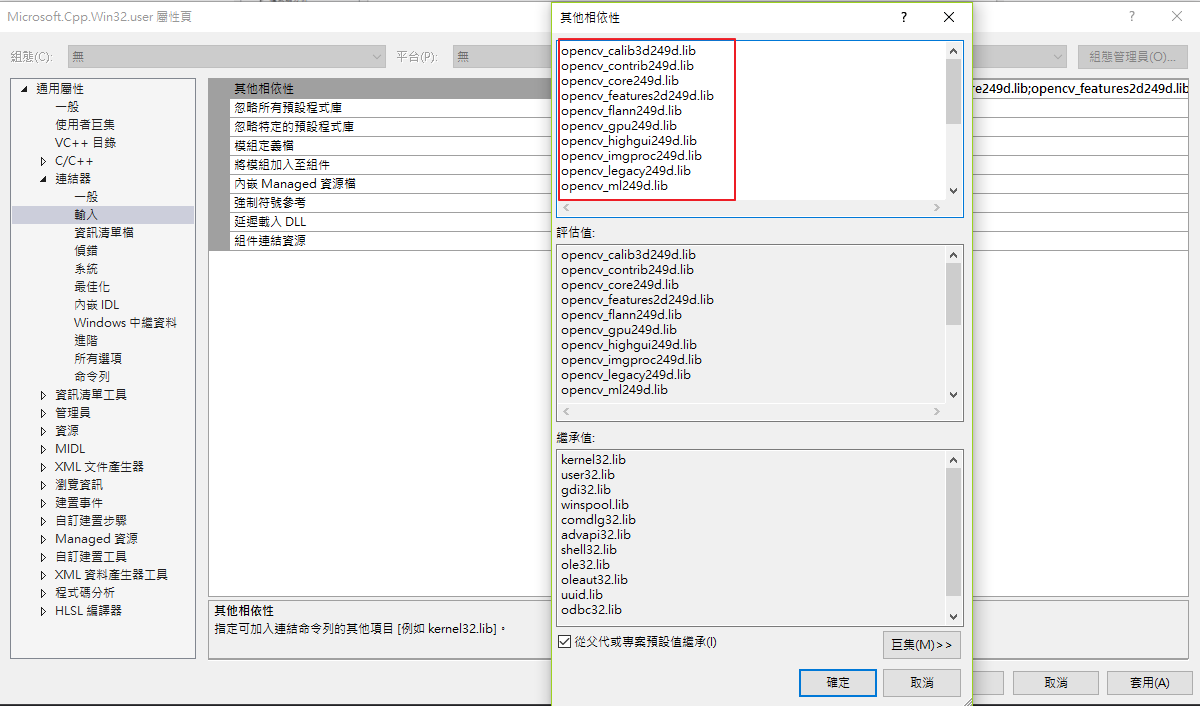 Microsoft.Cpp.Win32.user 屬性頁
?
組態(C):
無
平台(P):
無
組態管理員(O)...
通用屬性
一般
使用者巨集
VC++ 目錄
C/C++
連結器
一般
輸入
資訊清單檔
偵錯
系統
最佳化
內嵌 IDL
Windows 中繼資料
進階
所有選項
命令列
資訊清單工具
管理員
資源
MIDL
XML 文件產生器
瀏覽資訊
建置事件
自訂建置步驟
Managed 資源
自訂建置工具
XML 資料產生器工具
程式碼分析
HLSL 編譯器
其他相依性
re249d.lib;opencv_features2d249d.lib
忽略所有預設程式庫
忽略特定的預設程式庫
模組定義檔
將模組加入至組件
內嵌 Managed 資源檔
強制符號參考
延遲載入 DLL
組件連結資源
其他相依性
指定可加入連結命令列的其他項目 [例如 kernel32.lib]。
取消
套用(A)
其他相依性
?
opencv_calib3d249d.lib
opencv_contrib249d.lib
opencv_core249d.lib
opencv_features2d249d.lib
opencv_flann249d.lib
opencv_gpu249d.lib
opencv_highgui249d.lib
opencv_imgproc249d.lib
opencv_legacy249d.lib
opencv_ml249d.lib
評估值:
opencv_calib3d249d.lib
opencv_contrib249d.lib
opencv_core249d.lib
opencv_features2d249d.lib
opencv_flann249d.lib
opencv_gpu249d.lib
opencv_highgui249d.lib
opencv_imgproc249d.lib
opencv_legacy249d.lib
opencv_ml249d.lib
繼承值:
kernel32.lib
user32.lib
gdi32.lib
winspool.lib
comdlg32.lib
advapi32.lib
shell32.lib
ole32.lib
oleaut32.lib
uuid.lib
odbc32.lib
從父代或專案預設值繼承(I)
巨集(M)>>
確定
取消